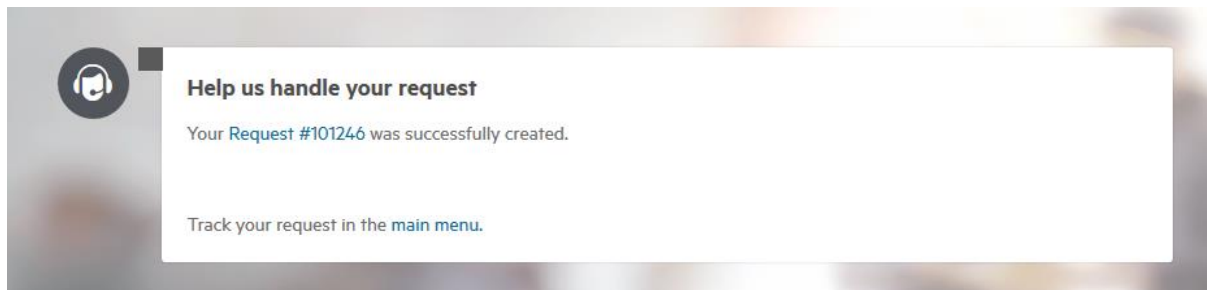 Help us handle your request
Your Request #101246 was successfully created.
Track your request in the main menu.